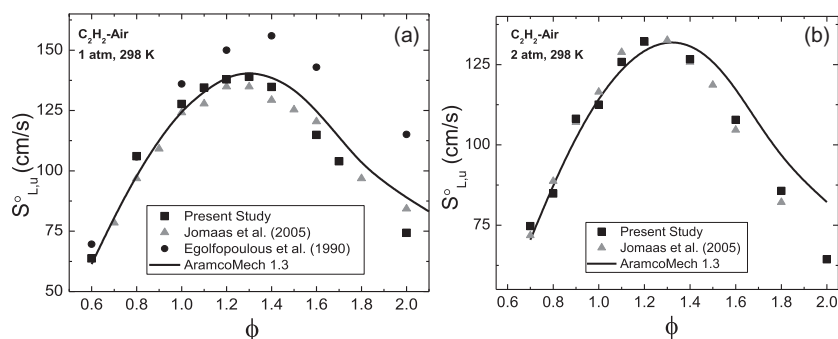 C2H2-Air
1 atm, 298 K
(a)
150
125
100
75
50
S°L,u (cm/s)
Present Study
Jomaas et al. (2005)
Egolfopoulous et al. (1990)
AramcoMech 1.3
0.6 0.8 1.0 1.2 1.4 1.6 1.8 2.0
ϕ
C2H2-Air
2 atm, 298 K
(b)
125
100
75
S°L,u (cm/s)
Present Study
Jomaas et al. (2005)
AramcoMech 1.3
0.6 0.8 1.0 1.2 1.4 1.6 1.8 2.0
ϕ